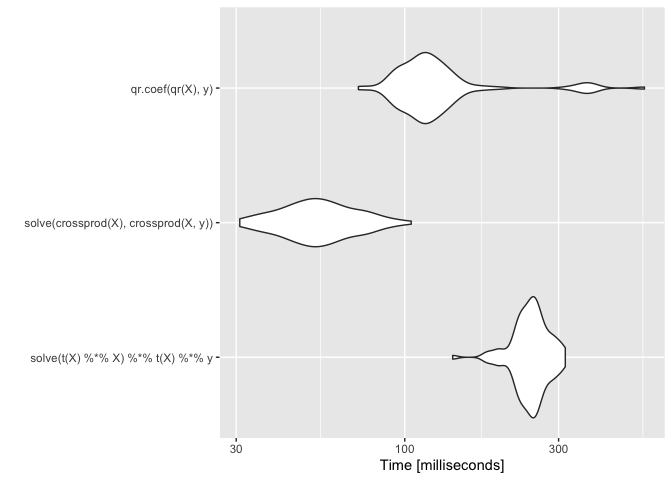 qr.coef(qr(X), y)
solve(crossprod(X), crossprod(X, y))
solve(t(X) %*% X) %*% t(X) %*% y
30
100
300
Time [milliseconds]